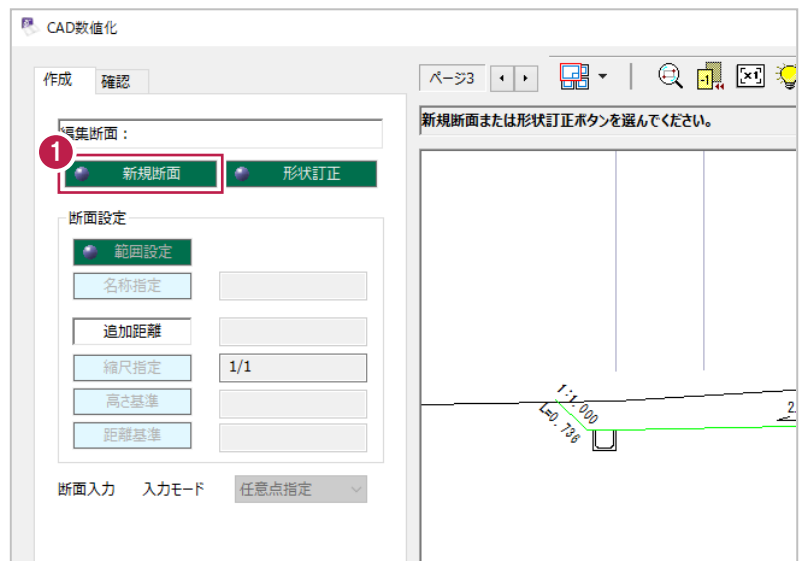 CAD数値化
作成 確認
ページ3
-1
×1
新規断面または形状訂正ボタンを選んでください。
編集断面：
1
新規断面 形状訂正
断面設定
範囲設定
名称指定
追加距離
縮尺指定 1/1
高さ基準
距離基準
断面入力 入力モード 任意点指定
1:1.000
L=0.736
2.